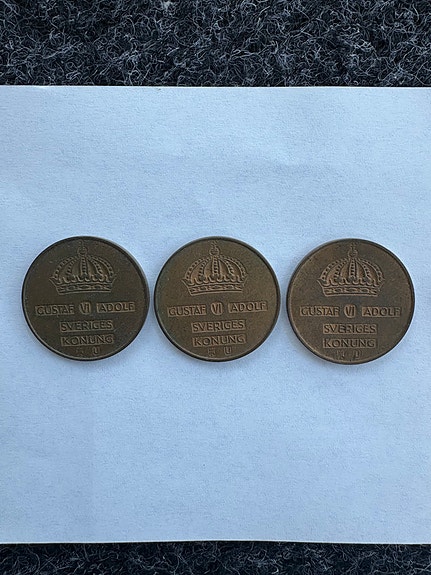 GUSTAF VI ADOLF
SVERIGES
KONUNG
U
GUSTAF VI ADOLF
SVERIGES
KONUNG
U
GUSTAF VI ADOLF
SVERIGES
KONUNG
U